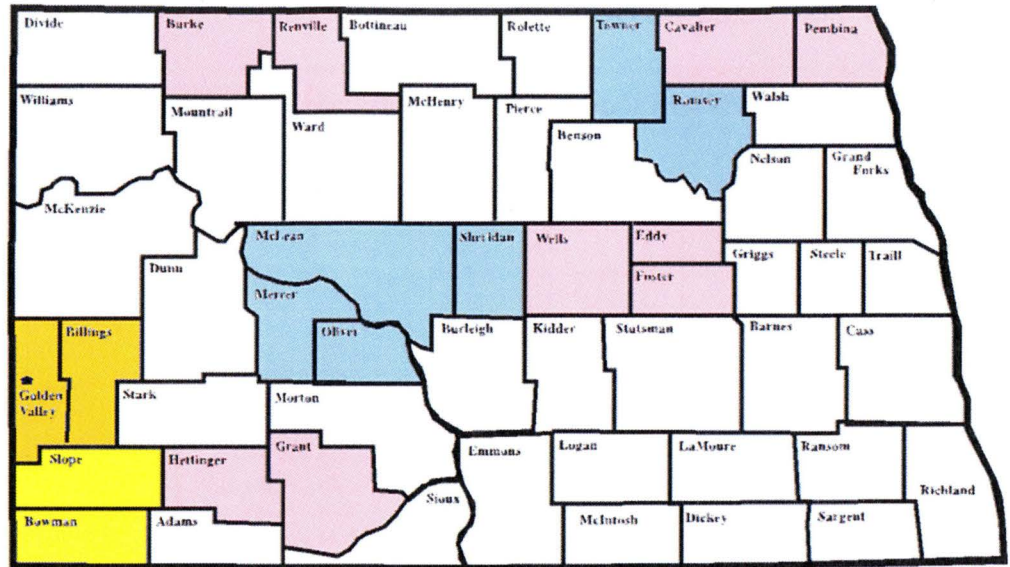 Divide
Burke
Renville
Bottineau
Rolette
Towner
Cavalier
Pembina
Williams
Mountrail
Ward
McHenry
Pierce
Benson
Ramsey
Walsh
Nelson
Grand
Forks
McKenzie
Dunn
McLean
Sheridan
Wells
Eddy
Foster
Griggs
Steele
Traill
Mercer
Oliver
Burleigh
Kidder
Stutsman
Barnes
Cass
Billings
Golden
Valley
Stark
Morton
Slope
Hettinger
Grant
Sioux
Emmons
Logan
LaMoure
Ransom
Richland
Bowman
Adams
McIntosh
Dickey
Sargent